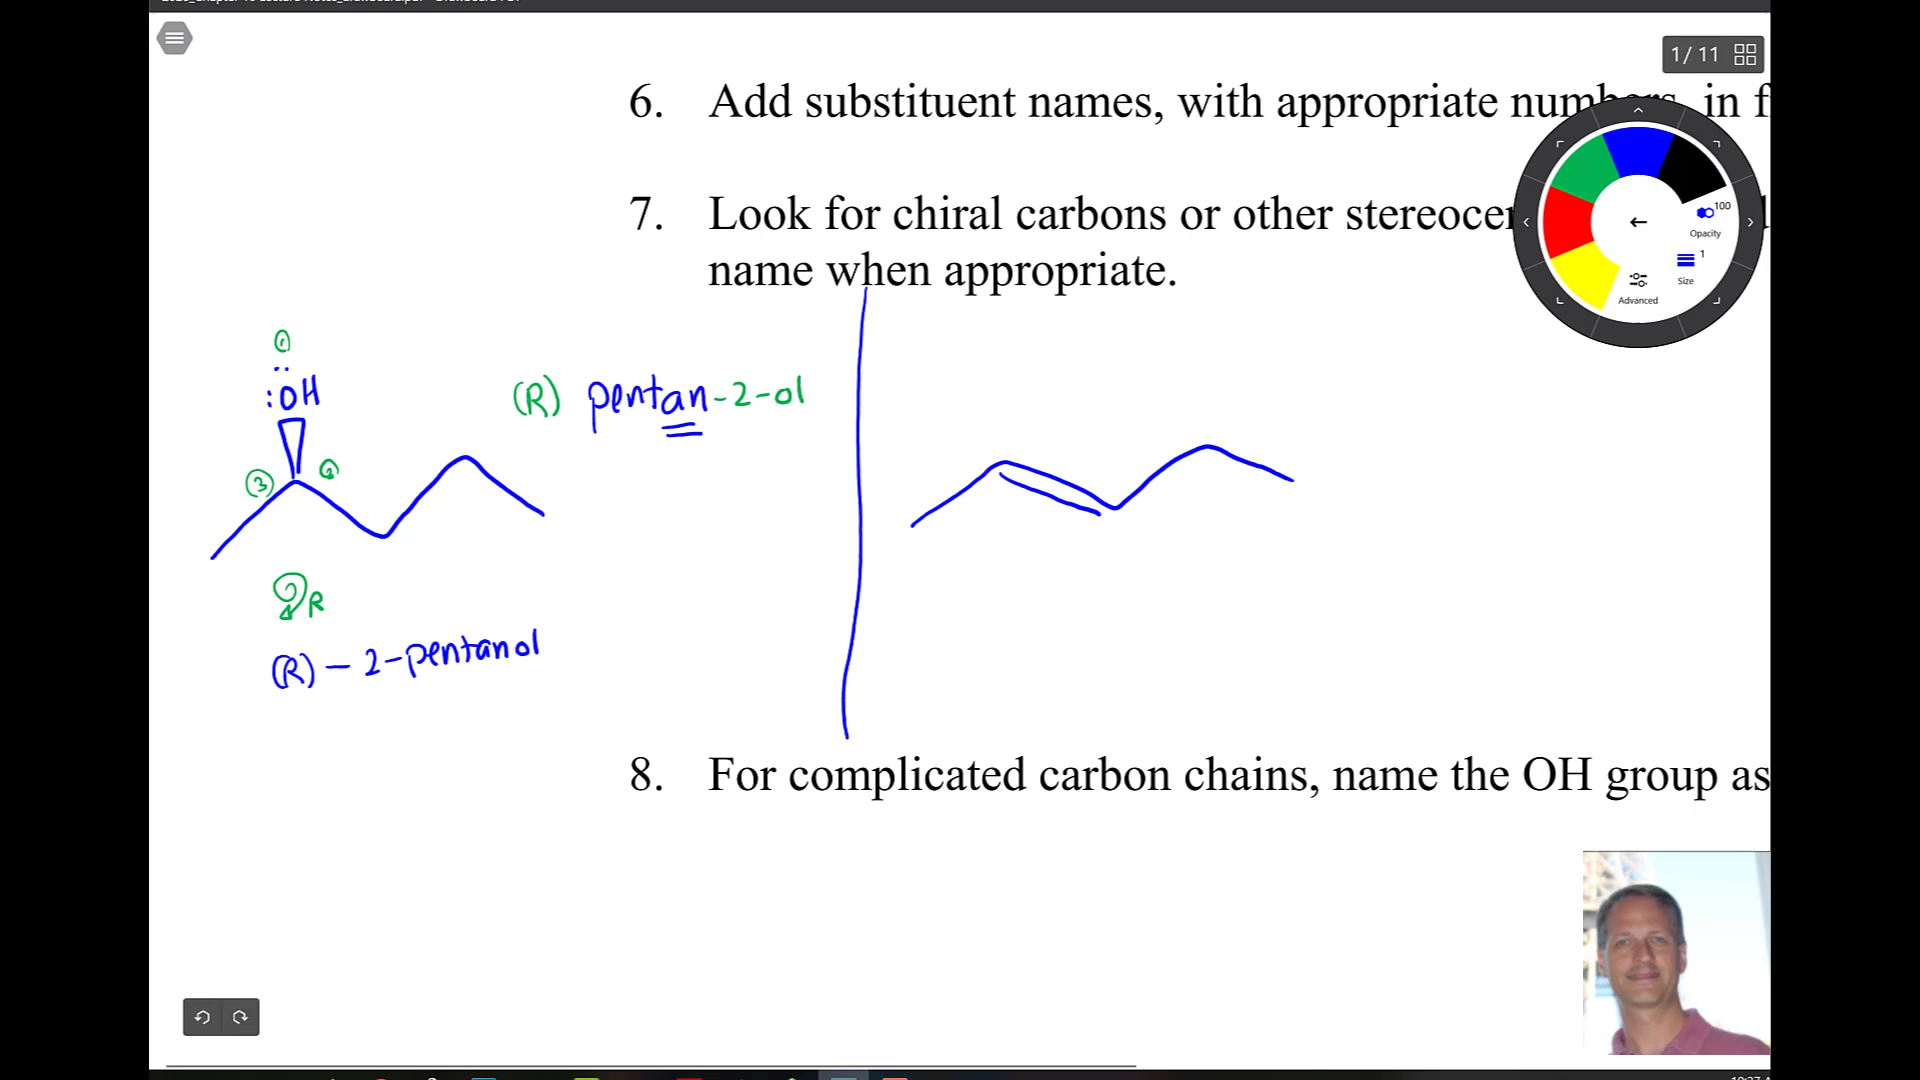 1 / 11
6. Add substituent names, with appropriate numbers, in f
7. Look for chiral carbons or other
name when appropriate.
100
Opacity
1
Size
Advanced
1
:OH
3
2
(R) pentan-2-ol
R
(R) - 2-pentanol
8. For complicated carbon chains, name the OH group as